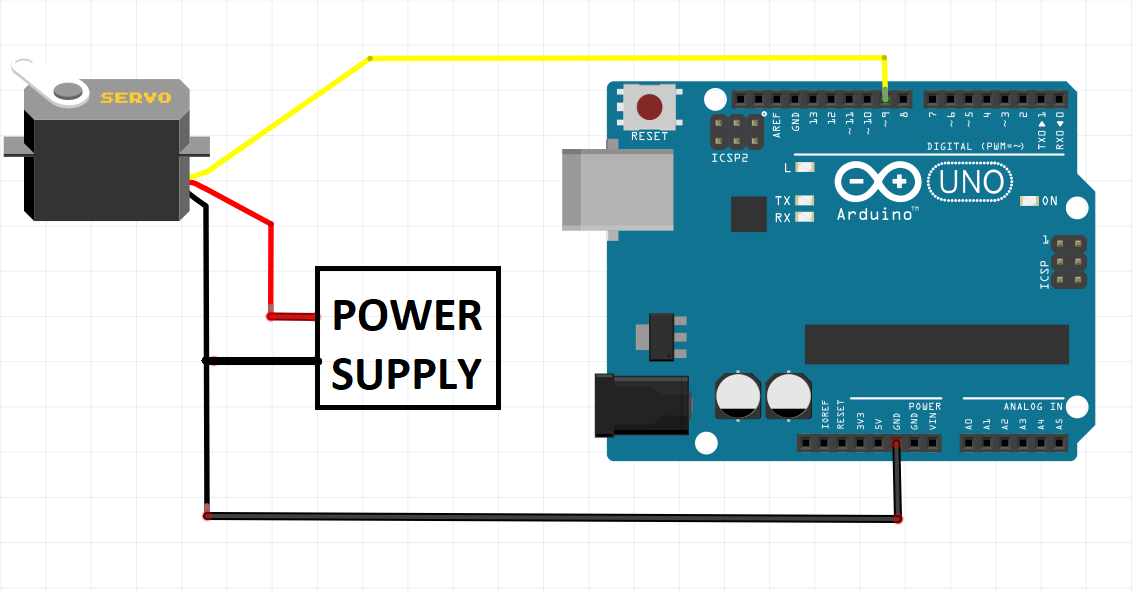 SERVO
POWER
SUPPLY
RESET
ICSP2
AREF
GND
13
12
~11
~10
~9
8
7
~6
~5
4
~3
2
TX0▲1
RX0◄0
DIGITAL (PWM=~)
L
TX
RX
UNO
Arduino™
ON
1
ICSP
IOREF
RESET
3V3
5V
GND
GND
VIN
POWER
ANALOG IN
A0
A1
A2
A3
A4
A5